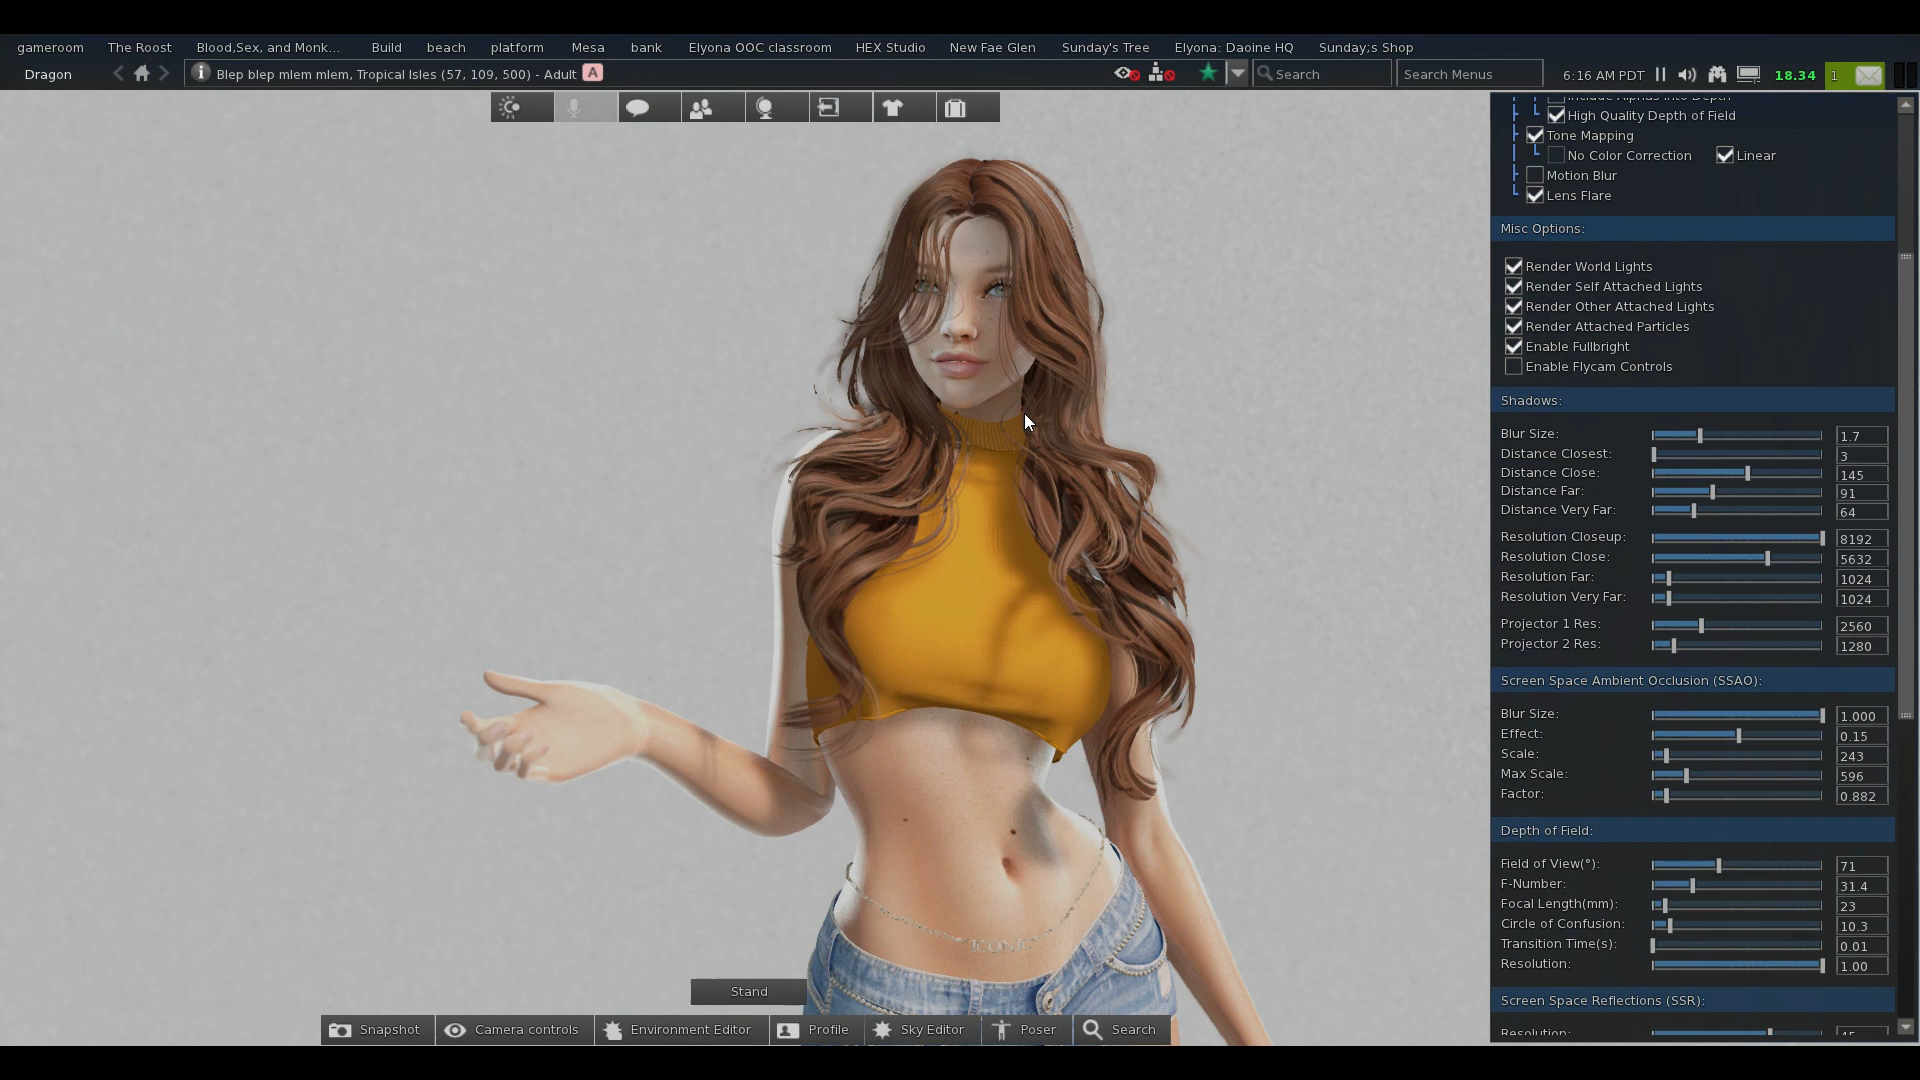 gameroom The Roost Blood,Sex, and Monk... Build beach platform Mesa bank Elyona OOC classroom HEX Studio New Fae Glen Sunday's Tree Elyona: Daoine HQ Sunday;s Shop
Dragon Blep blep mlem mlem, Tropical Isles (57, 109, 500) - Adult A Search Search Menus 6:16 AM PDT 18.34 1
Include Alphas into Depth
High Quality Depth of Field
Tone Mapping
No Color Correction Linear
Motion Blur
Lens Flare
Misc Options:
Render World Lights
Render Self Attached Lights
Render Other Attached Lights
Render Attached Particles
Enable Fullbright
Enable Flycam Controls
Shadows:
Blur Size: 1.7
Distance Closest: 3
Distance Close: 145
Distance Far: 91
Distance Very Far: 64
Resolution Closeup: 8192
Resolution Close: 5632
Resolution Far: 1024
Resolution Very Far: 1024
Projector 1 Res: 2560
Projector 2 Res: 1280
Screen Space Ambient Occlusion (SSAO):
Blur Size: 1.000
Effect: 0.15
Scale: 243
Max Scale: 596
Factor: 0.882
Depth of Field:
Field of View(°): 71
F-Number: 31.4
Focal Length(mm): 23
Circle of Confusion: 10.3
Transition Time(s): 0.01
Resolution: 1.00
Screen Space Reflections (SSR):
Resolution: 45
ICONIC
Stand
Snapshot Camera controls Environment Editor Profile Sky Editor Poser Search